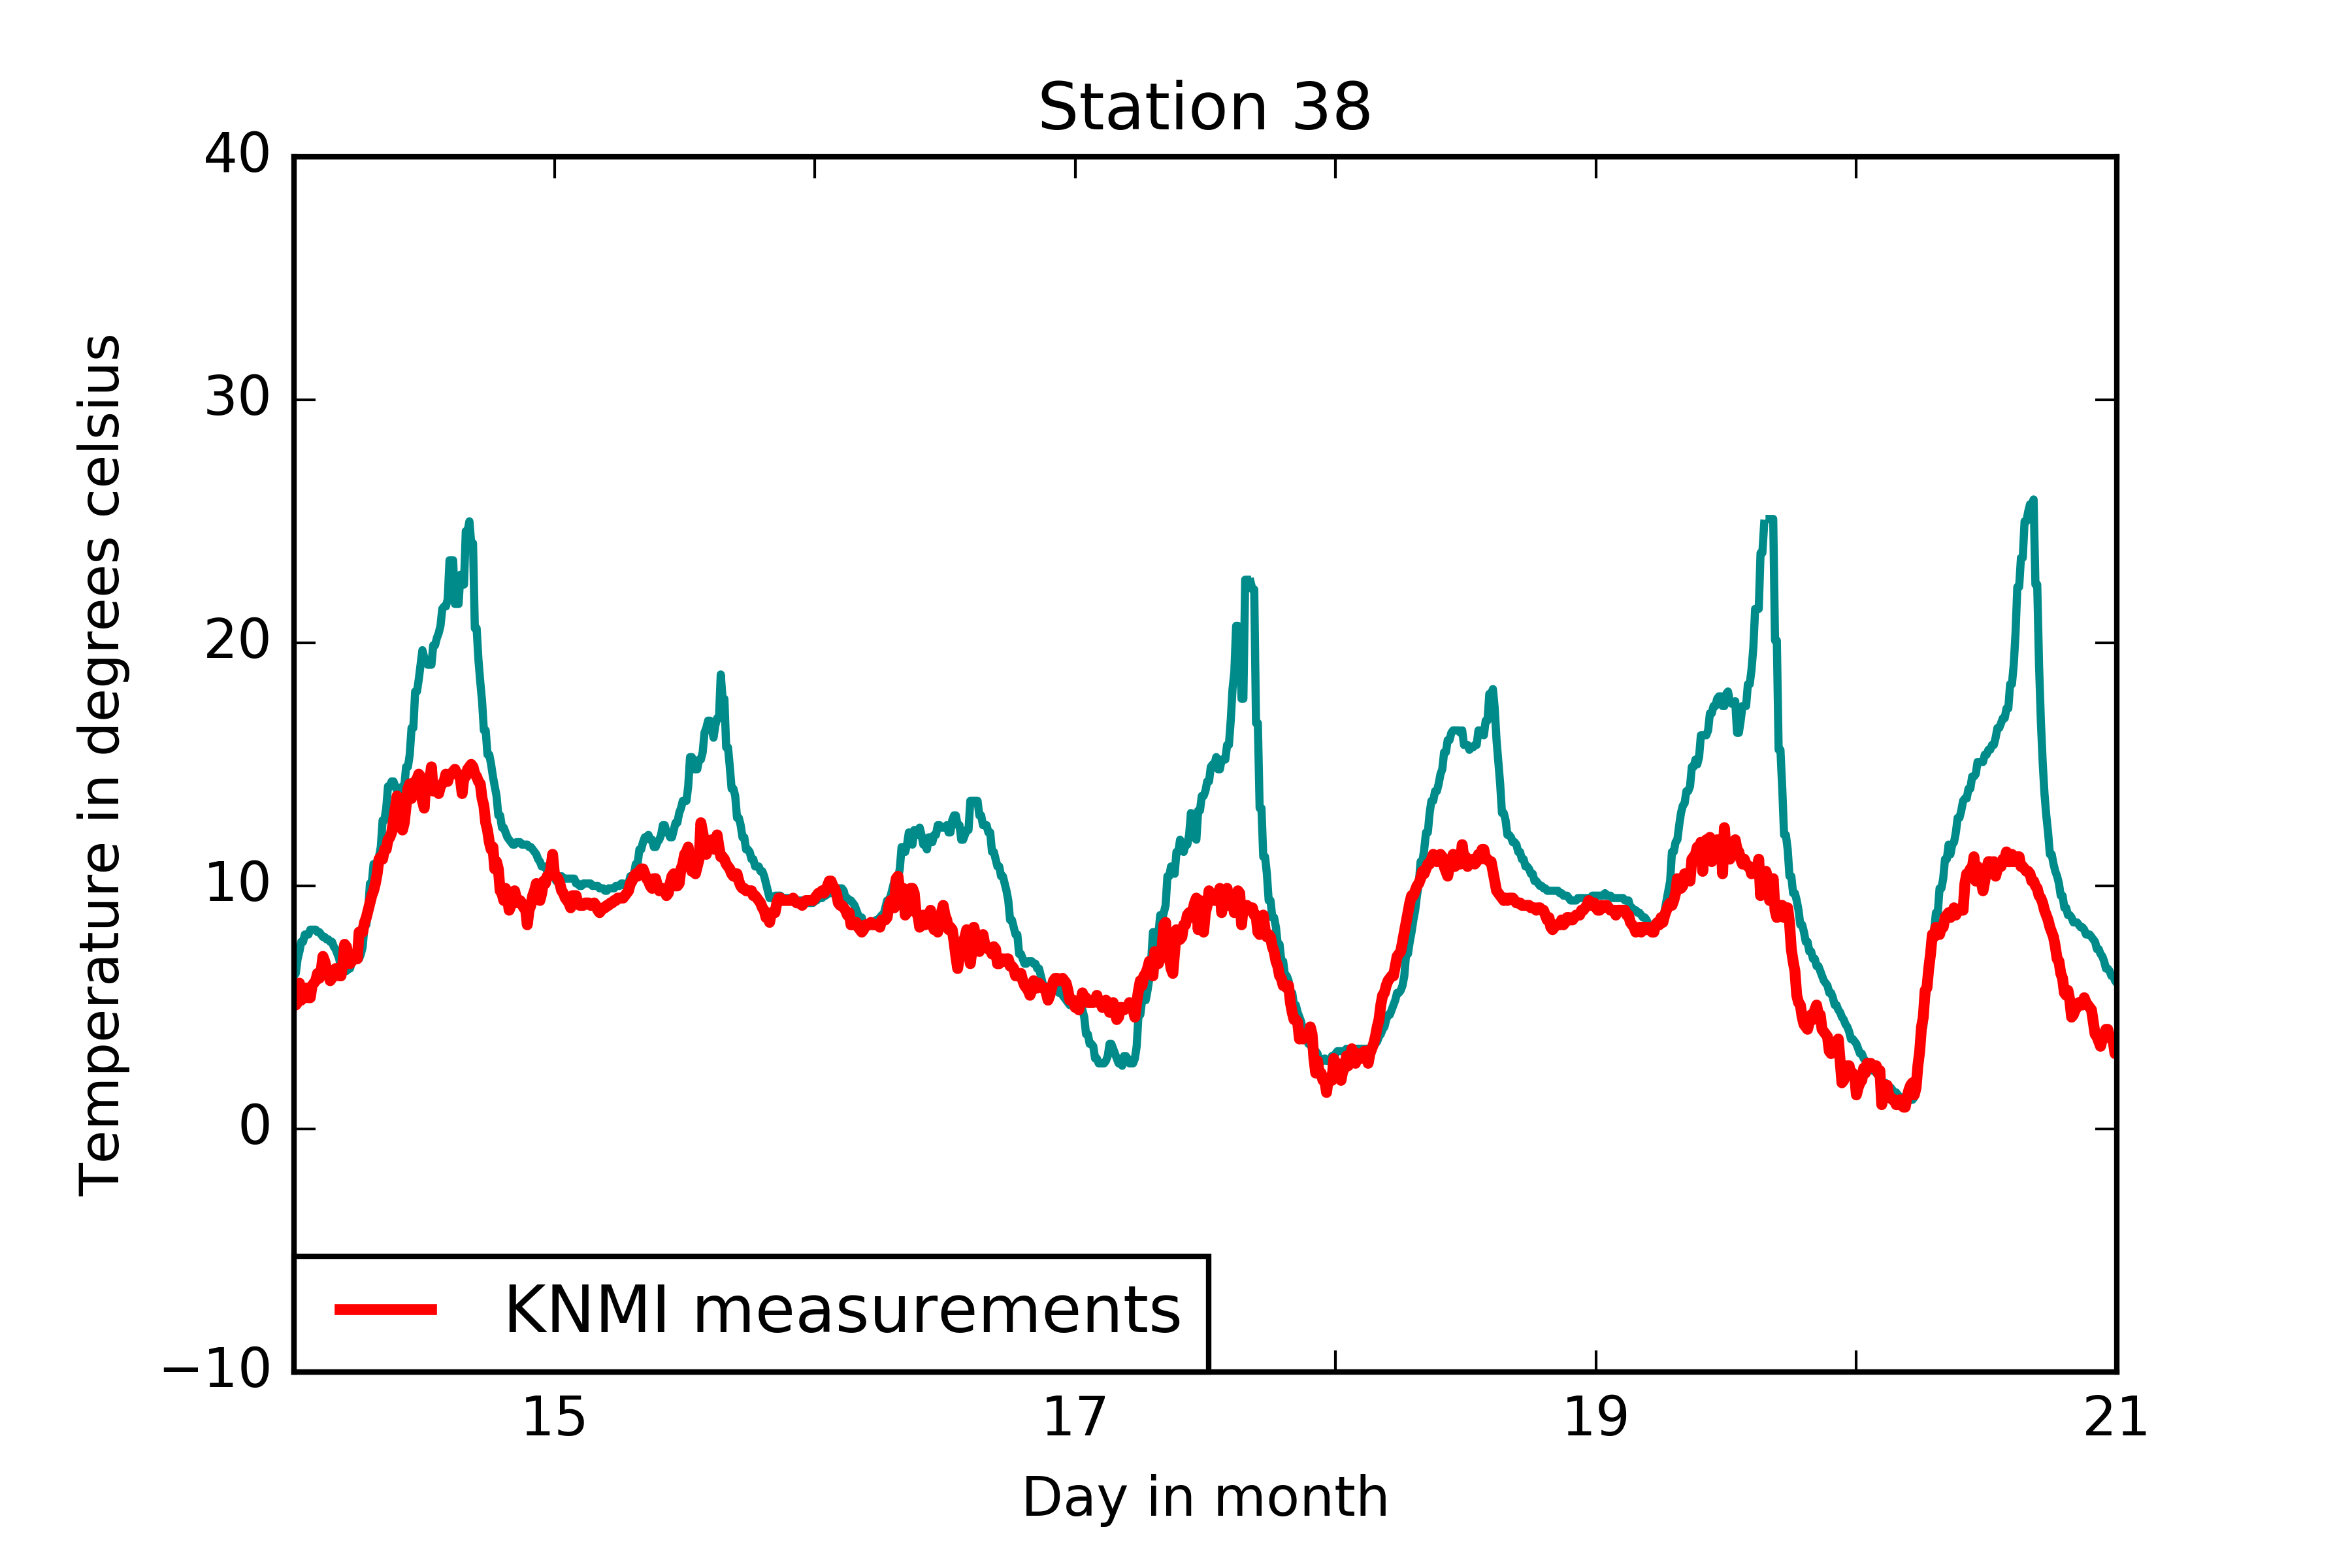 Station 38
40
30
20
10
0
−10
Temperature in degrees celsius
KNMI measurements
15 17 19 21
Day in month